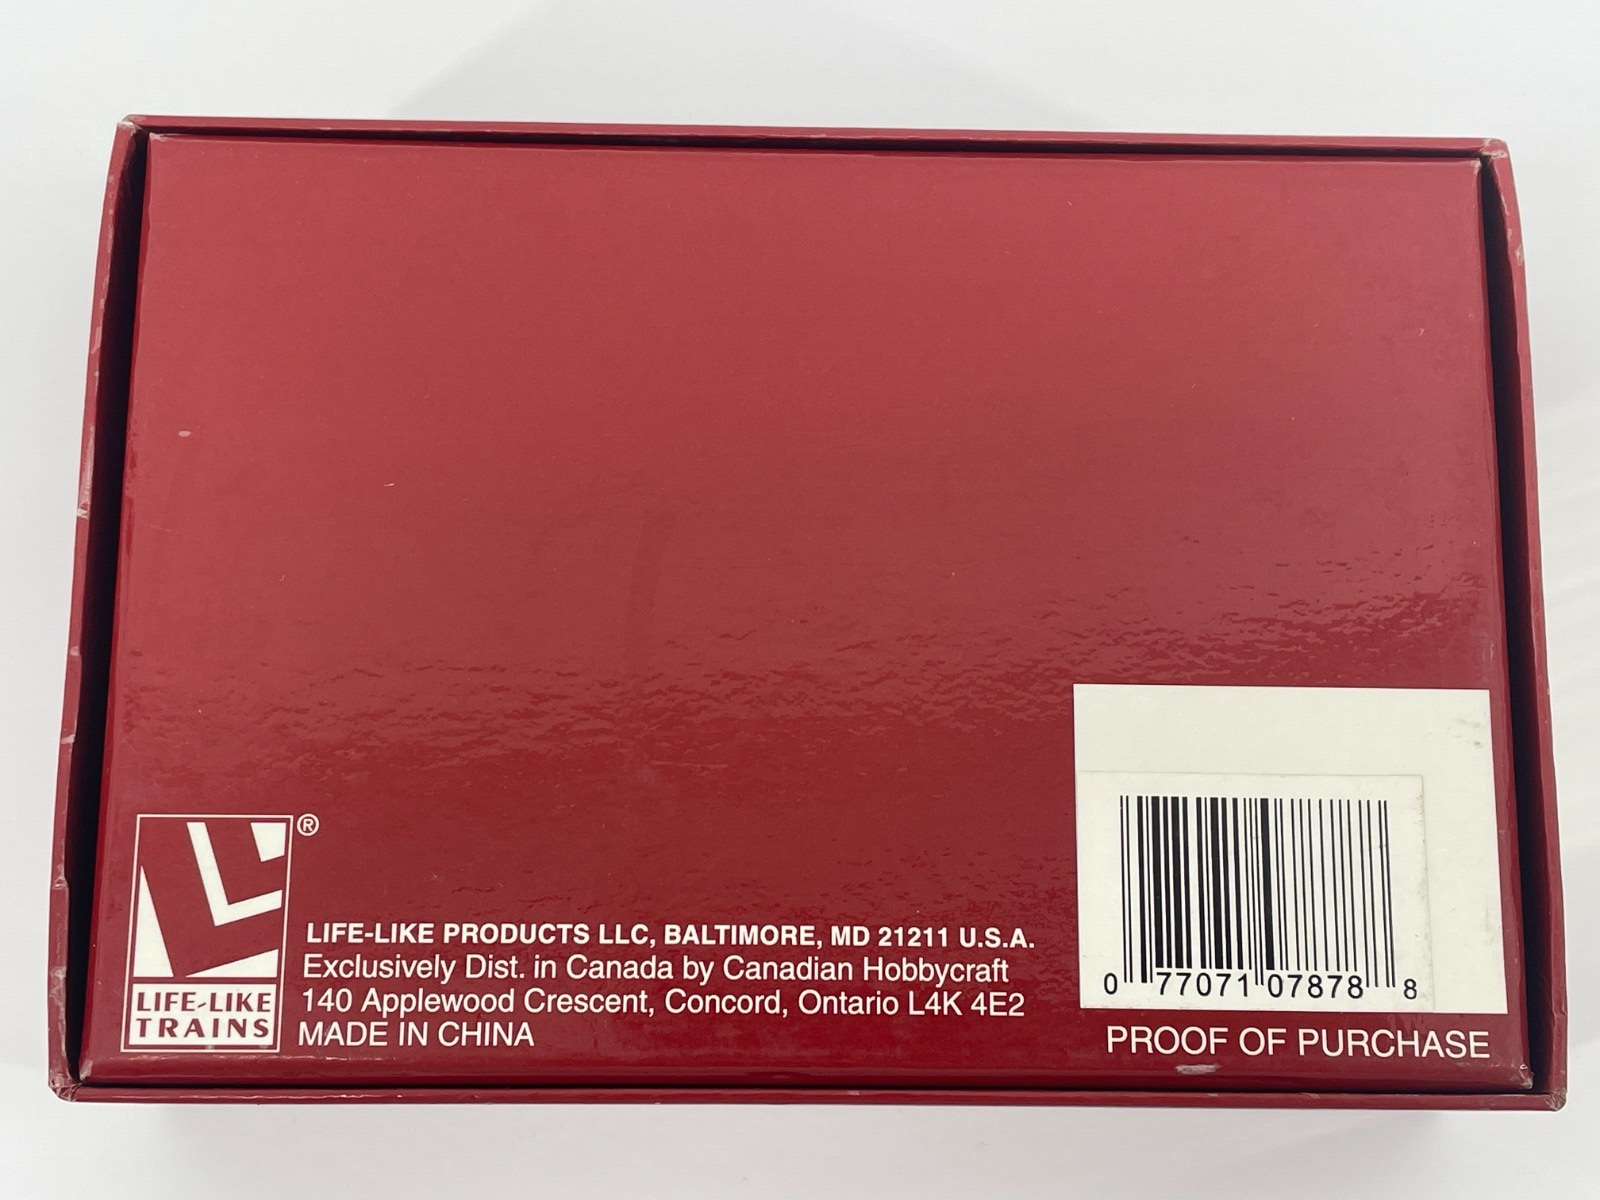 ®
LIFE-LIKE
TRAINS
LIFE-LIKE PRODUCTS LLC, BALTIMORE, MD 21211 U.S.A.
Exclusively Dist. in Canada by Canadian Hobbycraft
140 Applewood Crescent, Concord, Ontario L4K 4E2
MADE IN CHINA
0 77071 07878 8
PROOF OF PURCHASE